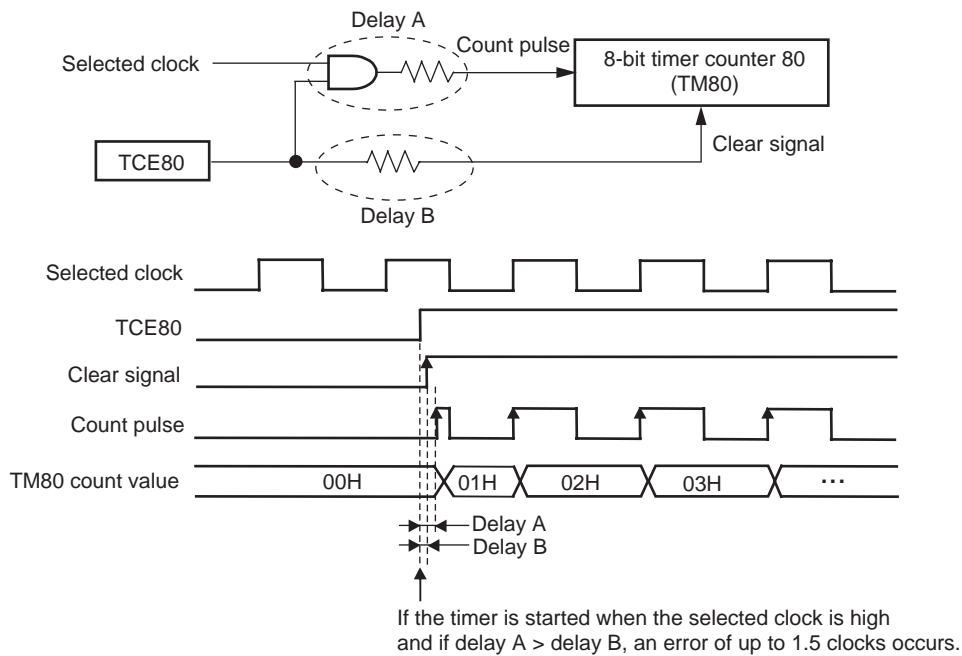 Delay A
Selected clock
Count pulse
8-bit timer counter 80
(TM80)
Clear signal
TCE80
Delay B
Selected clock
TCE80
Clear signal
Count pulse
TM80 count value
00H
01H
02H
03H
...
Delay A
Delay B
If the timer is started when the selected clock is high
and if delay A > delay B, an error of up to 1.5 clocks occurs.